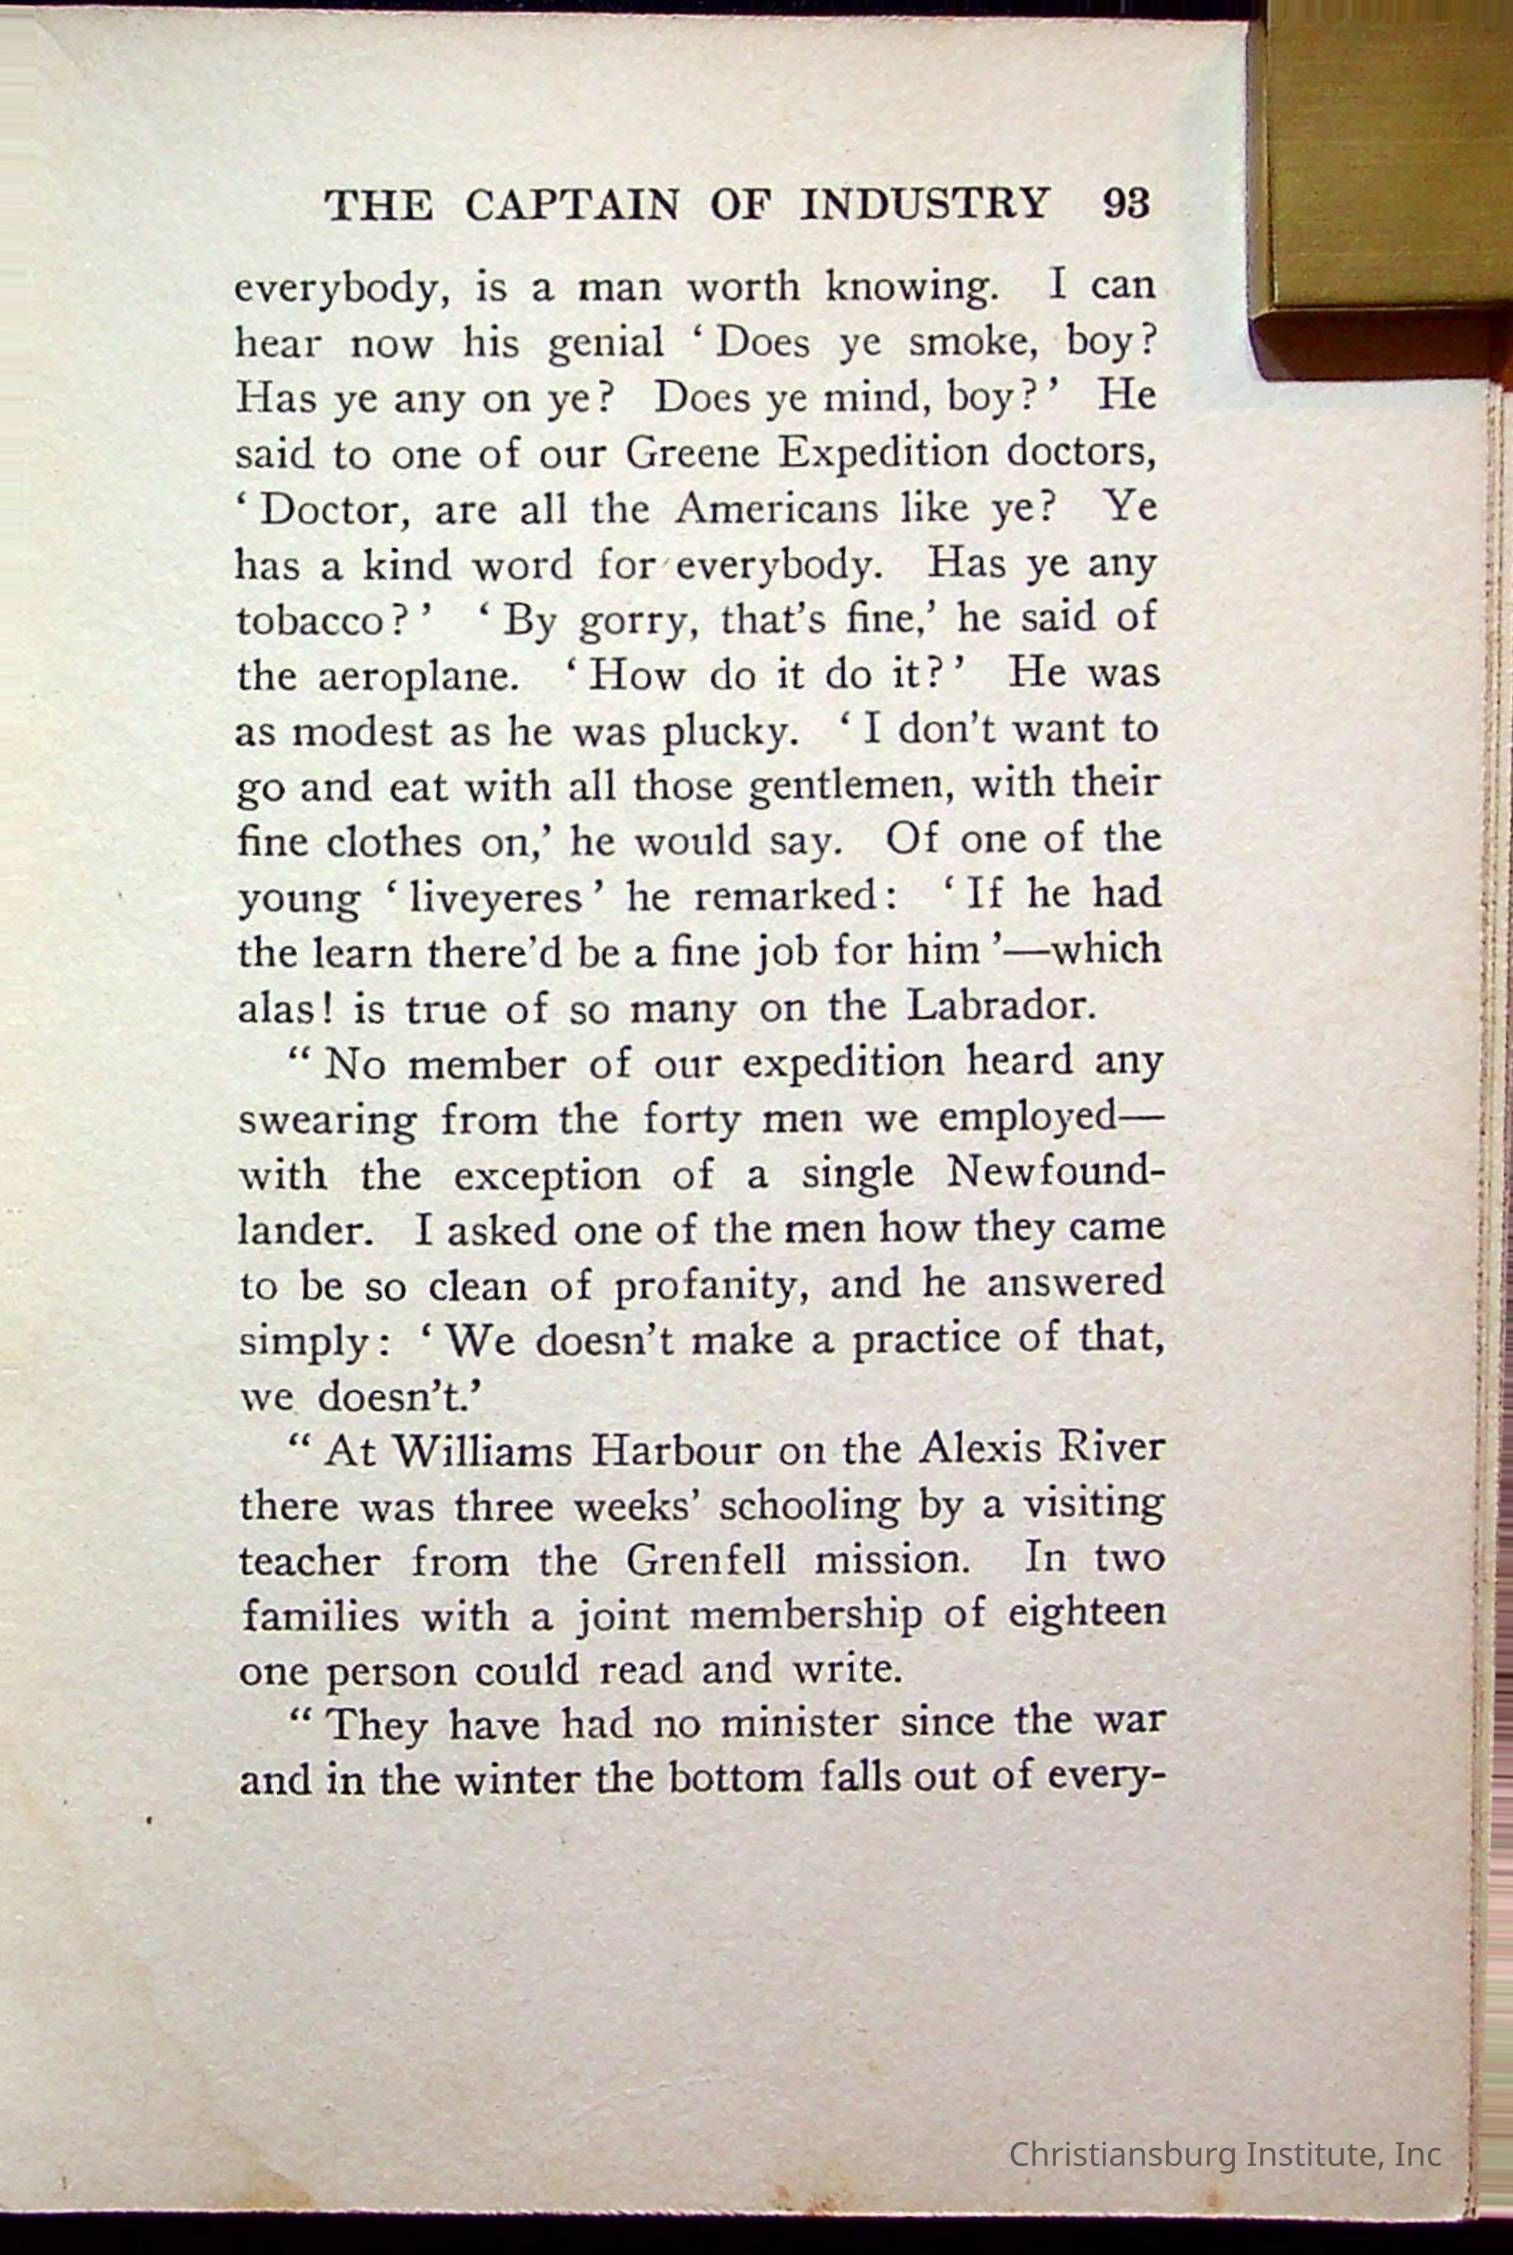 THE CAPTAIN OF INDUSTRY 93
everybody, is a man worth knowing. I can
hear now his genial ‘ Does ye smoke, boy?
Has ye any on ye? Does ye mind, boy? ’ He
said to one of our Greene Expedition doctors,
‘ Doctor, are all the Americans like ye? Ye
has a kind word for everybody. Has ye any
tobacco? ’ ‘ By gorry, that’s fine,’ he said of
the aeroplane. ‘ How do it do it? ’ He was
as modest as he was plucky. ‘ I don’t want to
go and eat with all those gentlemen, with their
fine clothes on,’ he would say. Of one of the
young ‘ liveyeres ’ he remarked: ‘ If he had
the learn there’d be a fine job for him ’—which
alas! is true of so many on the Labrador.
“ No member of our expedition heard any
swearing from the forty men we employed—
with the exception of a single Newfound-
lander. I asked one of the men how they came
to be so clean of profanity, and he answered
simply: ‘ We doesn’t make a practice of that,
we doesn’t.’
“ At Williams Harbour on the Alexis River
there was three weeks’ schooling by a visiting
teacher from the Grenfell mission. In two
families with a joint membership of eighteen
one person could read and write.
“ They have had no minister since the war
and in the winter the bottom falls out of every-
Christiansburg Institute, Inc